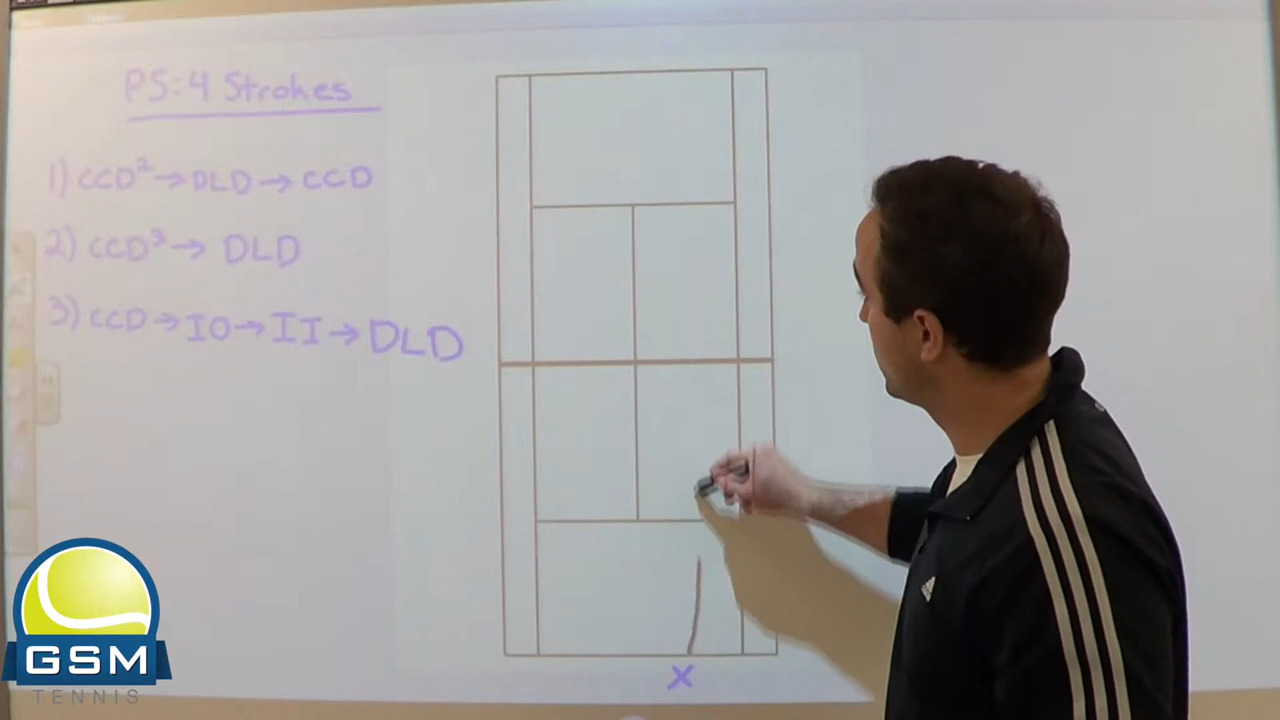 PS: 4 Strokes
1) CCD² → DLD → CCD
2) CCD³ → DLD
3) CCD → IO → II → DLD
X
GSM
TENNIS